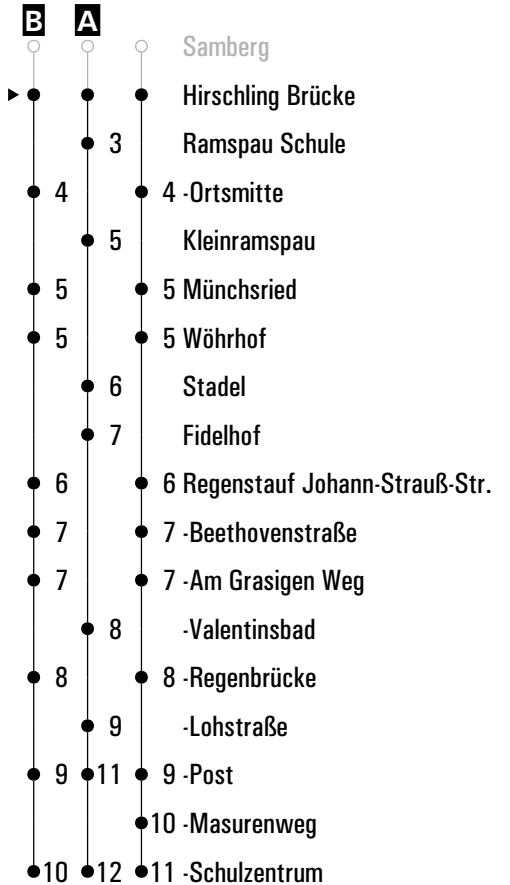 B A
Samberg
Hirschling Brücke
3 Ramspau Schule
4 4 -Ortsmitte
5 Kleinramspau
5 5 Münchsried
5 5 Wöhrhof
6 Stadel
7 Fidelhof
6 6 Regenstauf Johann-Strauß-Str.
7 7 -Beethovenstraße
7 7 -Am Grasigen Weg
8 -Valentinsbad
8 8 -Regenbrücke
9 -Lohstraße
9 11 9 -Post
10 -Masurenweg
10 12 11 -Schulzentrum